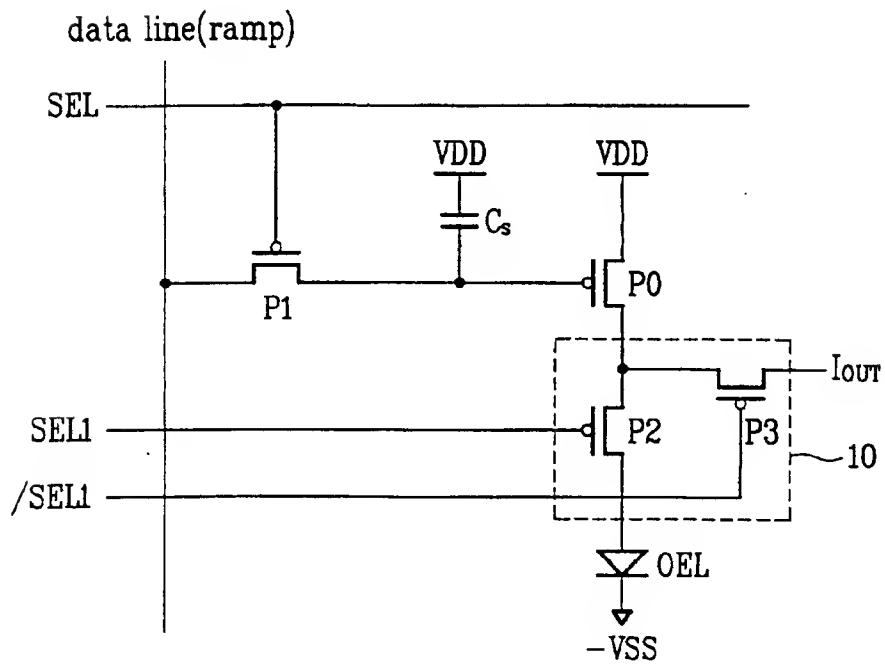 data line(ramp)
SEL
VDD
VDD
Cs
P1
P0
IOUT
SEL1
P2
P3
10
/SEL1
OEL
-VSS